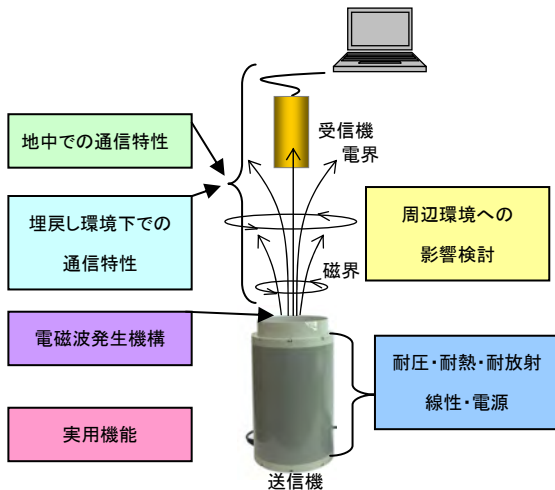 受信機
電界
地中での通信特性
埋戻し環境下での
通信特性
周辺環境への
影響検討
磁界
電磁波発生機構
耐圧・耐熱・耐放射
線性・電源
実用機能
送信機